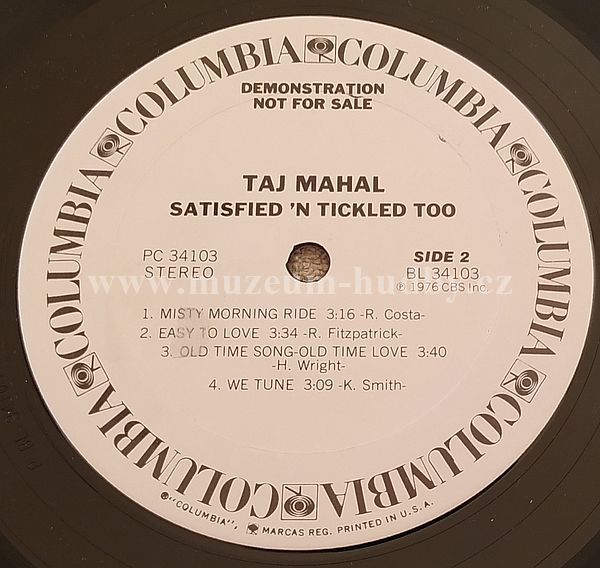 COLUMBIA COLUMBIA COLUMBIA COLUMBIA COLUMBIA COLUMBIA COLUMBIA COLUMBIA
DEMONSTRATION
NOT FOR SALE
TAJ MAHAL
SATISFIED 'N TICKLED TOO
PC 34103
STEREO
SIDE 2
BL 34103
℗ 1976 CBS Inc.
www.muzeum-hudby.cz
1. MISTY MORNING RIDE 3:16 -R. Costa-
2. EASY TO LOVE 3:34 -R. Fitzpatrick-
3. OLD TIME SONG-OLD TIME LOVE 3:40
-H. Wright-
4. WE TUNE 3:09 -K. Smith-
®"COLUMBIA", MARCAS REG. PRINTED IN U.S.A.